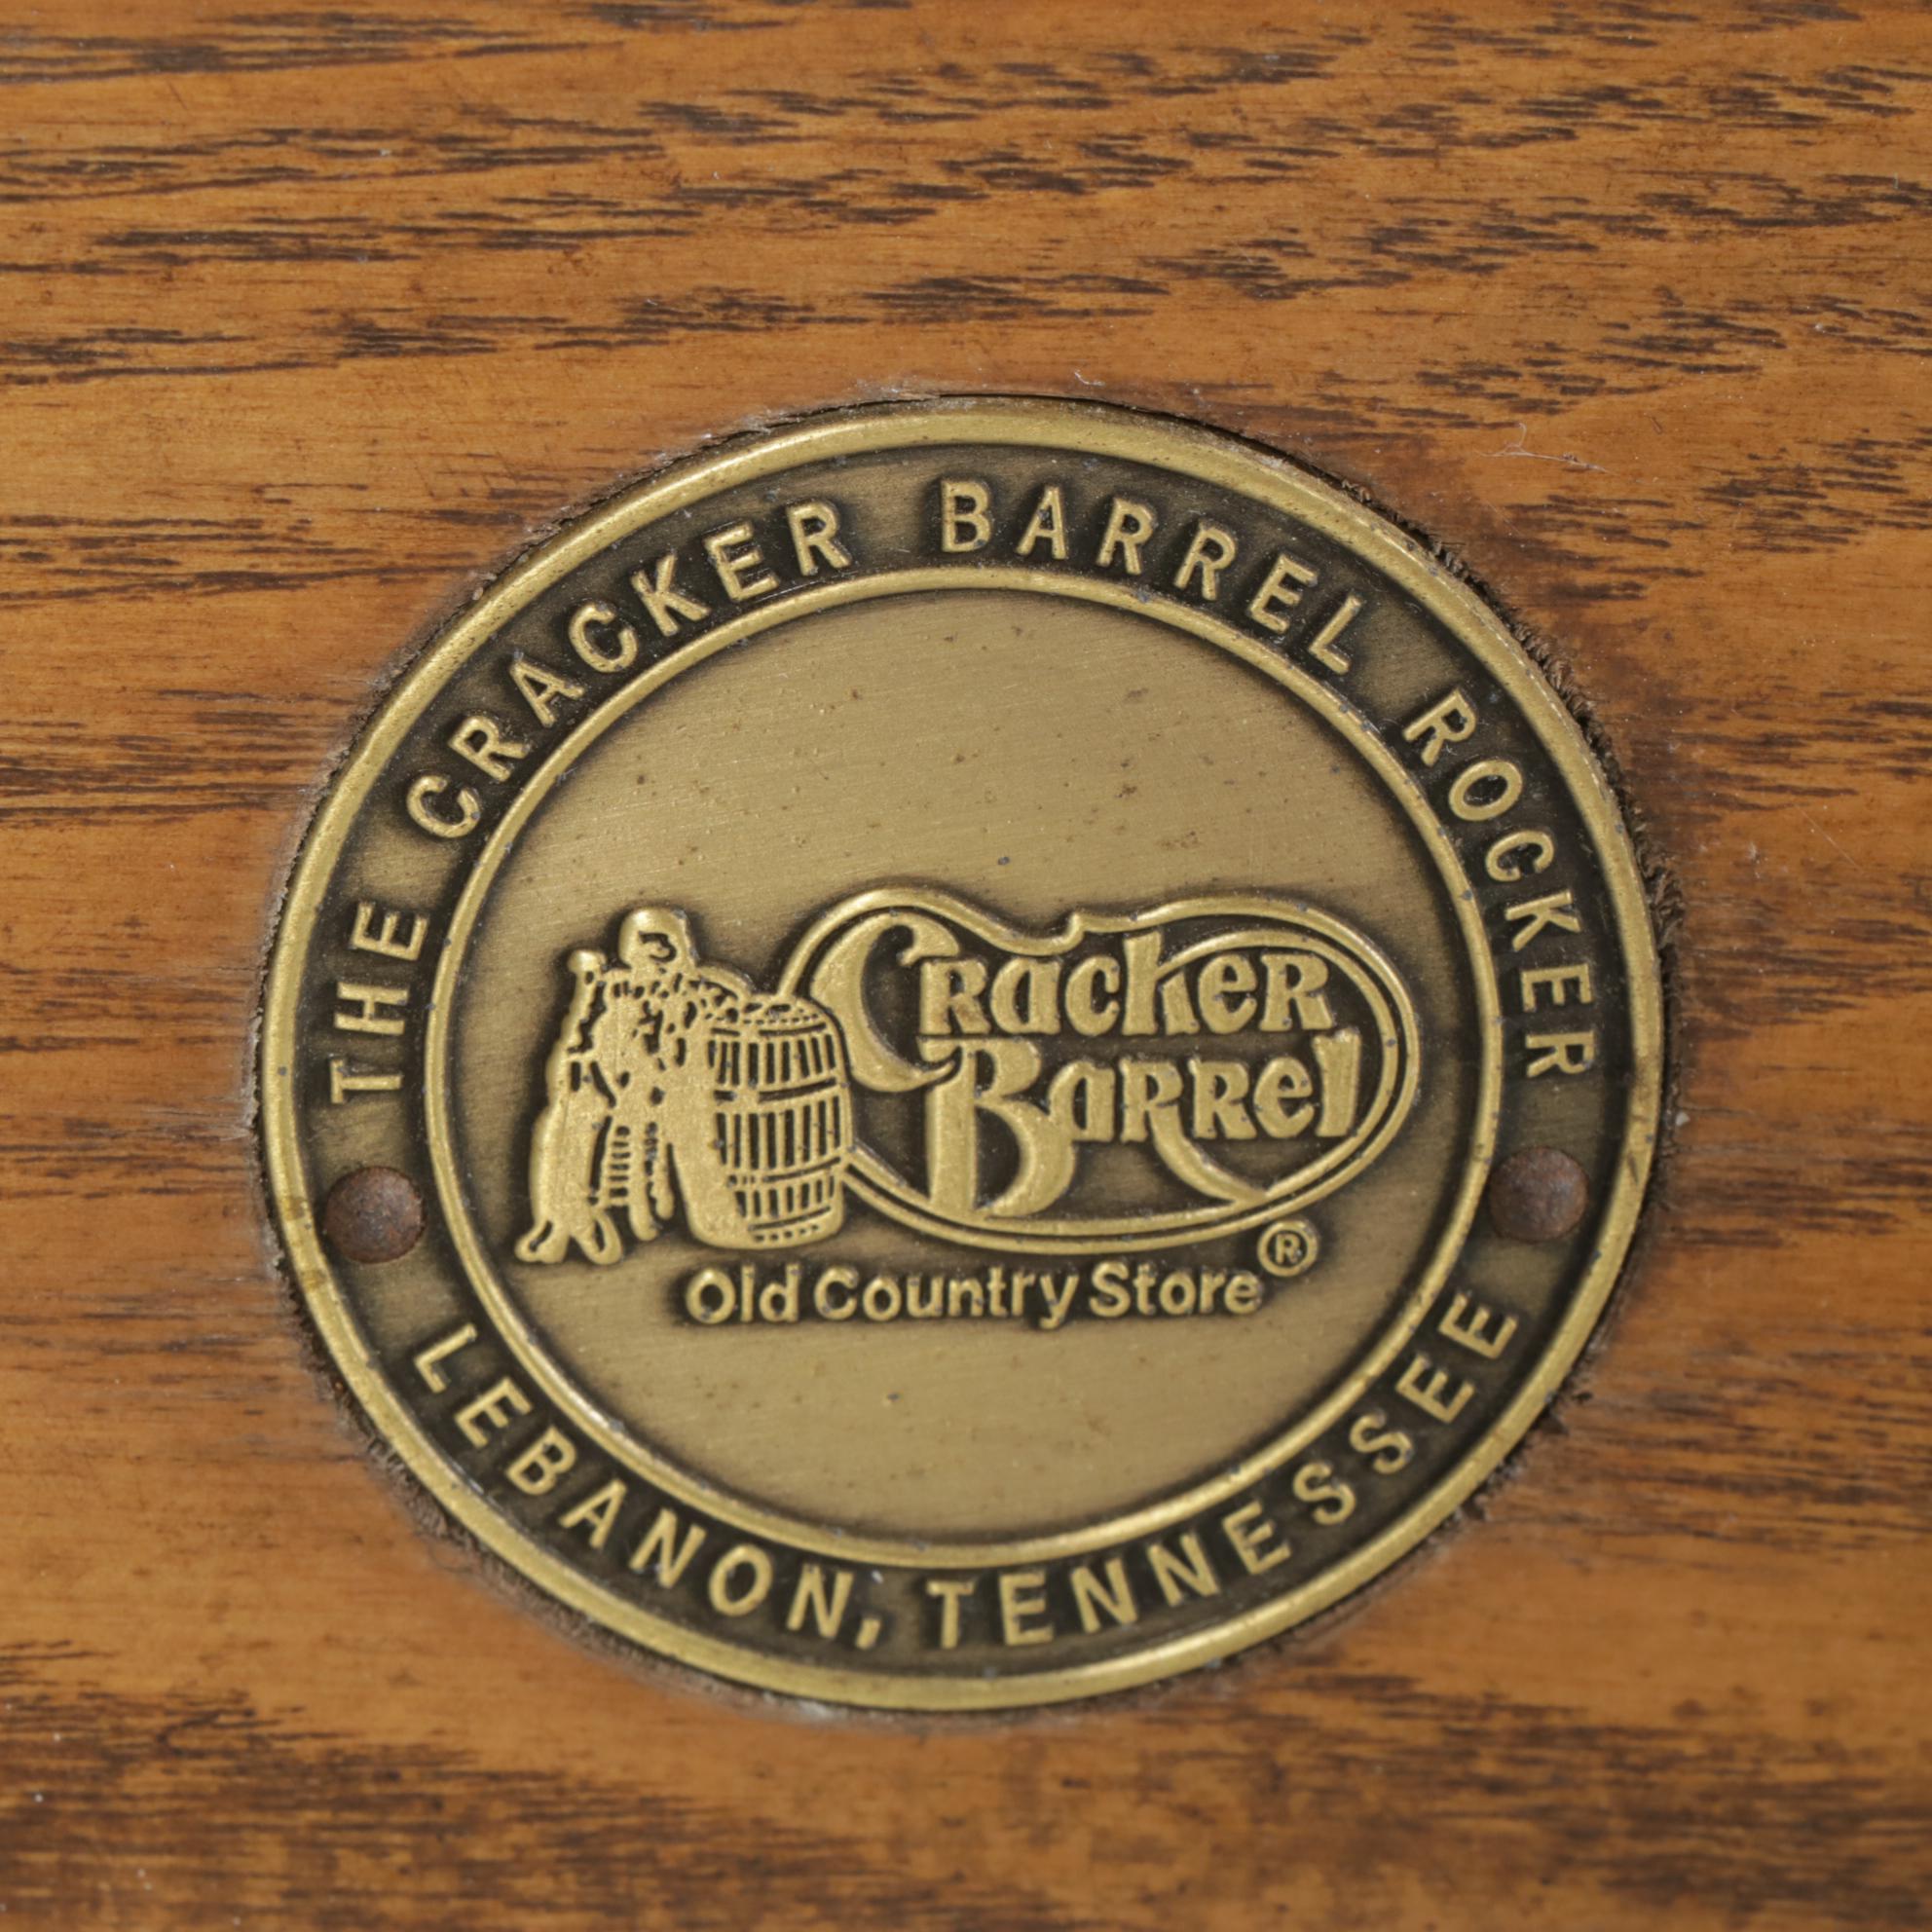 THE CRACKER BARREL ROCKER
Cracker
Barrel
®
Old Country Store
LEBANON, TENNESSEE